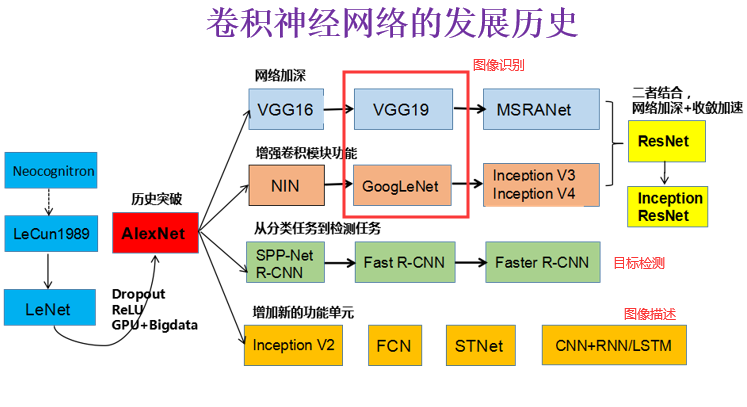 卷积神经网络的发展历史
图像识别
网络加深
VGG16
VGG19
MSRANet
二者结合，
网络加深+收敛加速
ResNet
Inception
ResNet
增强卷积模块功能
NIN
GoogLeNet
Inception V3
Inception V4
Neocognitron
LeCun1989
LeNet
历史突破
AlexNet
Dropout
ReLU
GPU+Bigdata
从分类任务到检测任务
SPP-Net
R-CNN
Fast R-CNN
Faster R-CNN
目标检测
增加新的功能单元
图像描述
Inception V2
FCN
STNet
CNN+RNN/LSTM